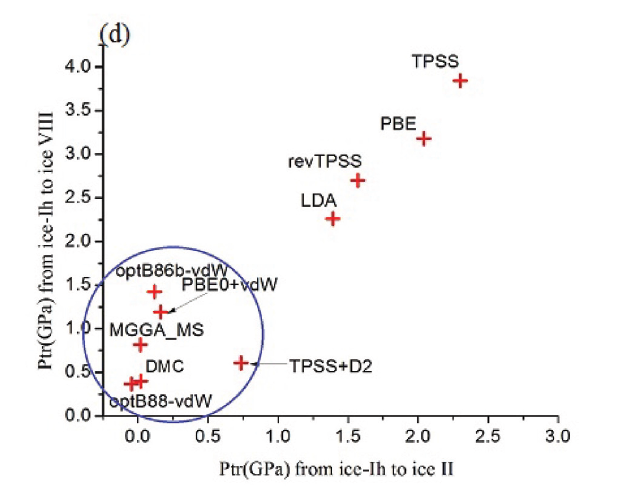 (d)
Ptr(GPa) from ice-Ih to ice VIII
4.0
3.5
3.0
2.5
2.0
1.5
1.0
0.5
0.0
TPSS
PBE
revTPSS
LDA
optB86b-vdW
PBE0+vdW
MGGA_MS
DMC
TPSS+D2
optB88-vdW
0.0 0.5 1.0 1.5 2.0 2.5 3.0
Ptr(GPa) from ice-Ih to ice II